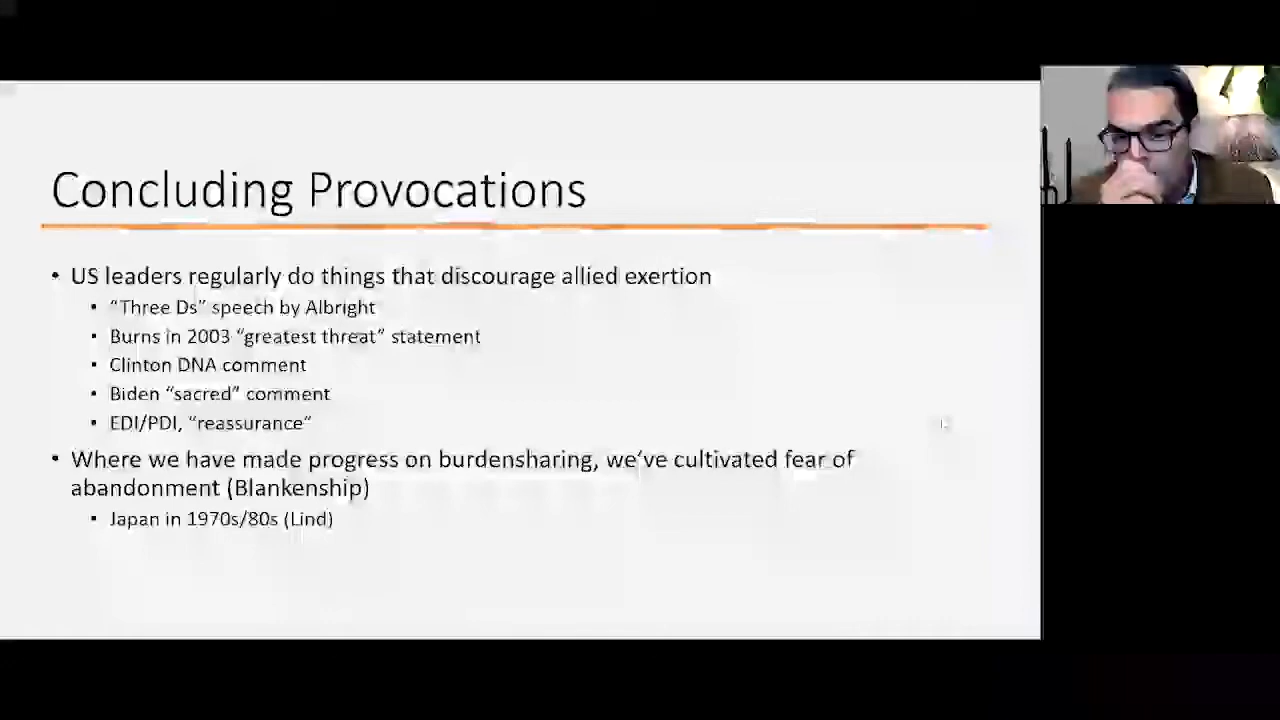 Concluding Provocations
• US leaders regularly do things that discourage allied exertion
▪ “Three Ds” speech by Albright
▪ Burns in 2003 “greatest threat” statement
▪ Clinton DNA comment
▪ Biden “sacred” comment
▪ EDI/PDI, “reassurance”
• Where we have made progress on burdensharing, we’ve cultivated fear of
abandonment (Blankenship)
▪ Japan in 1970s/80s (Lind)